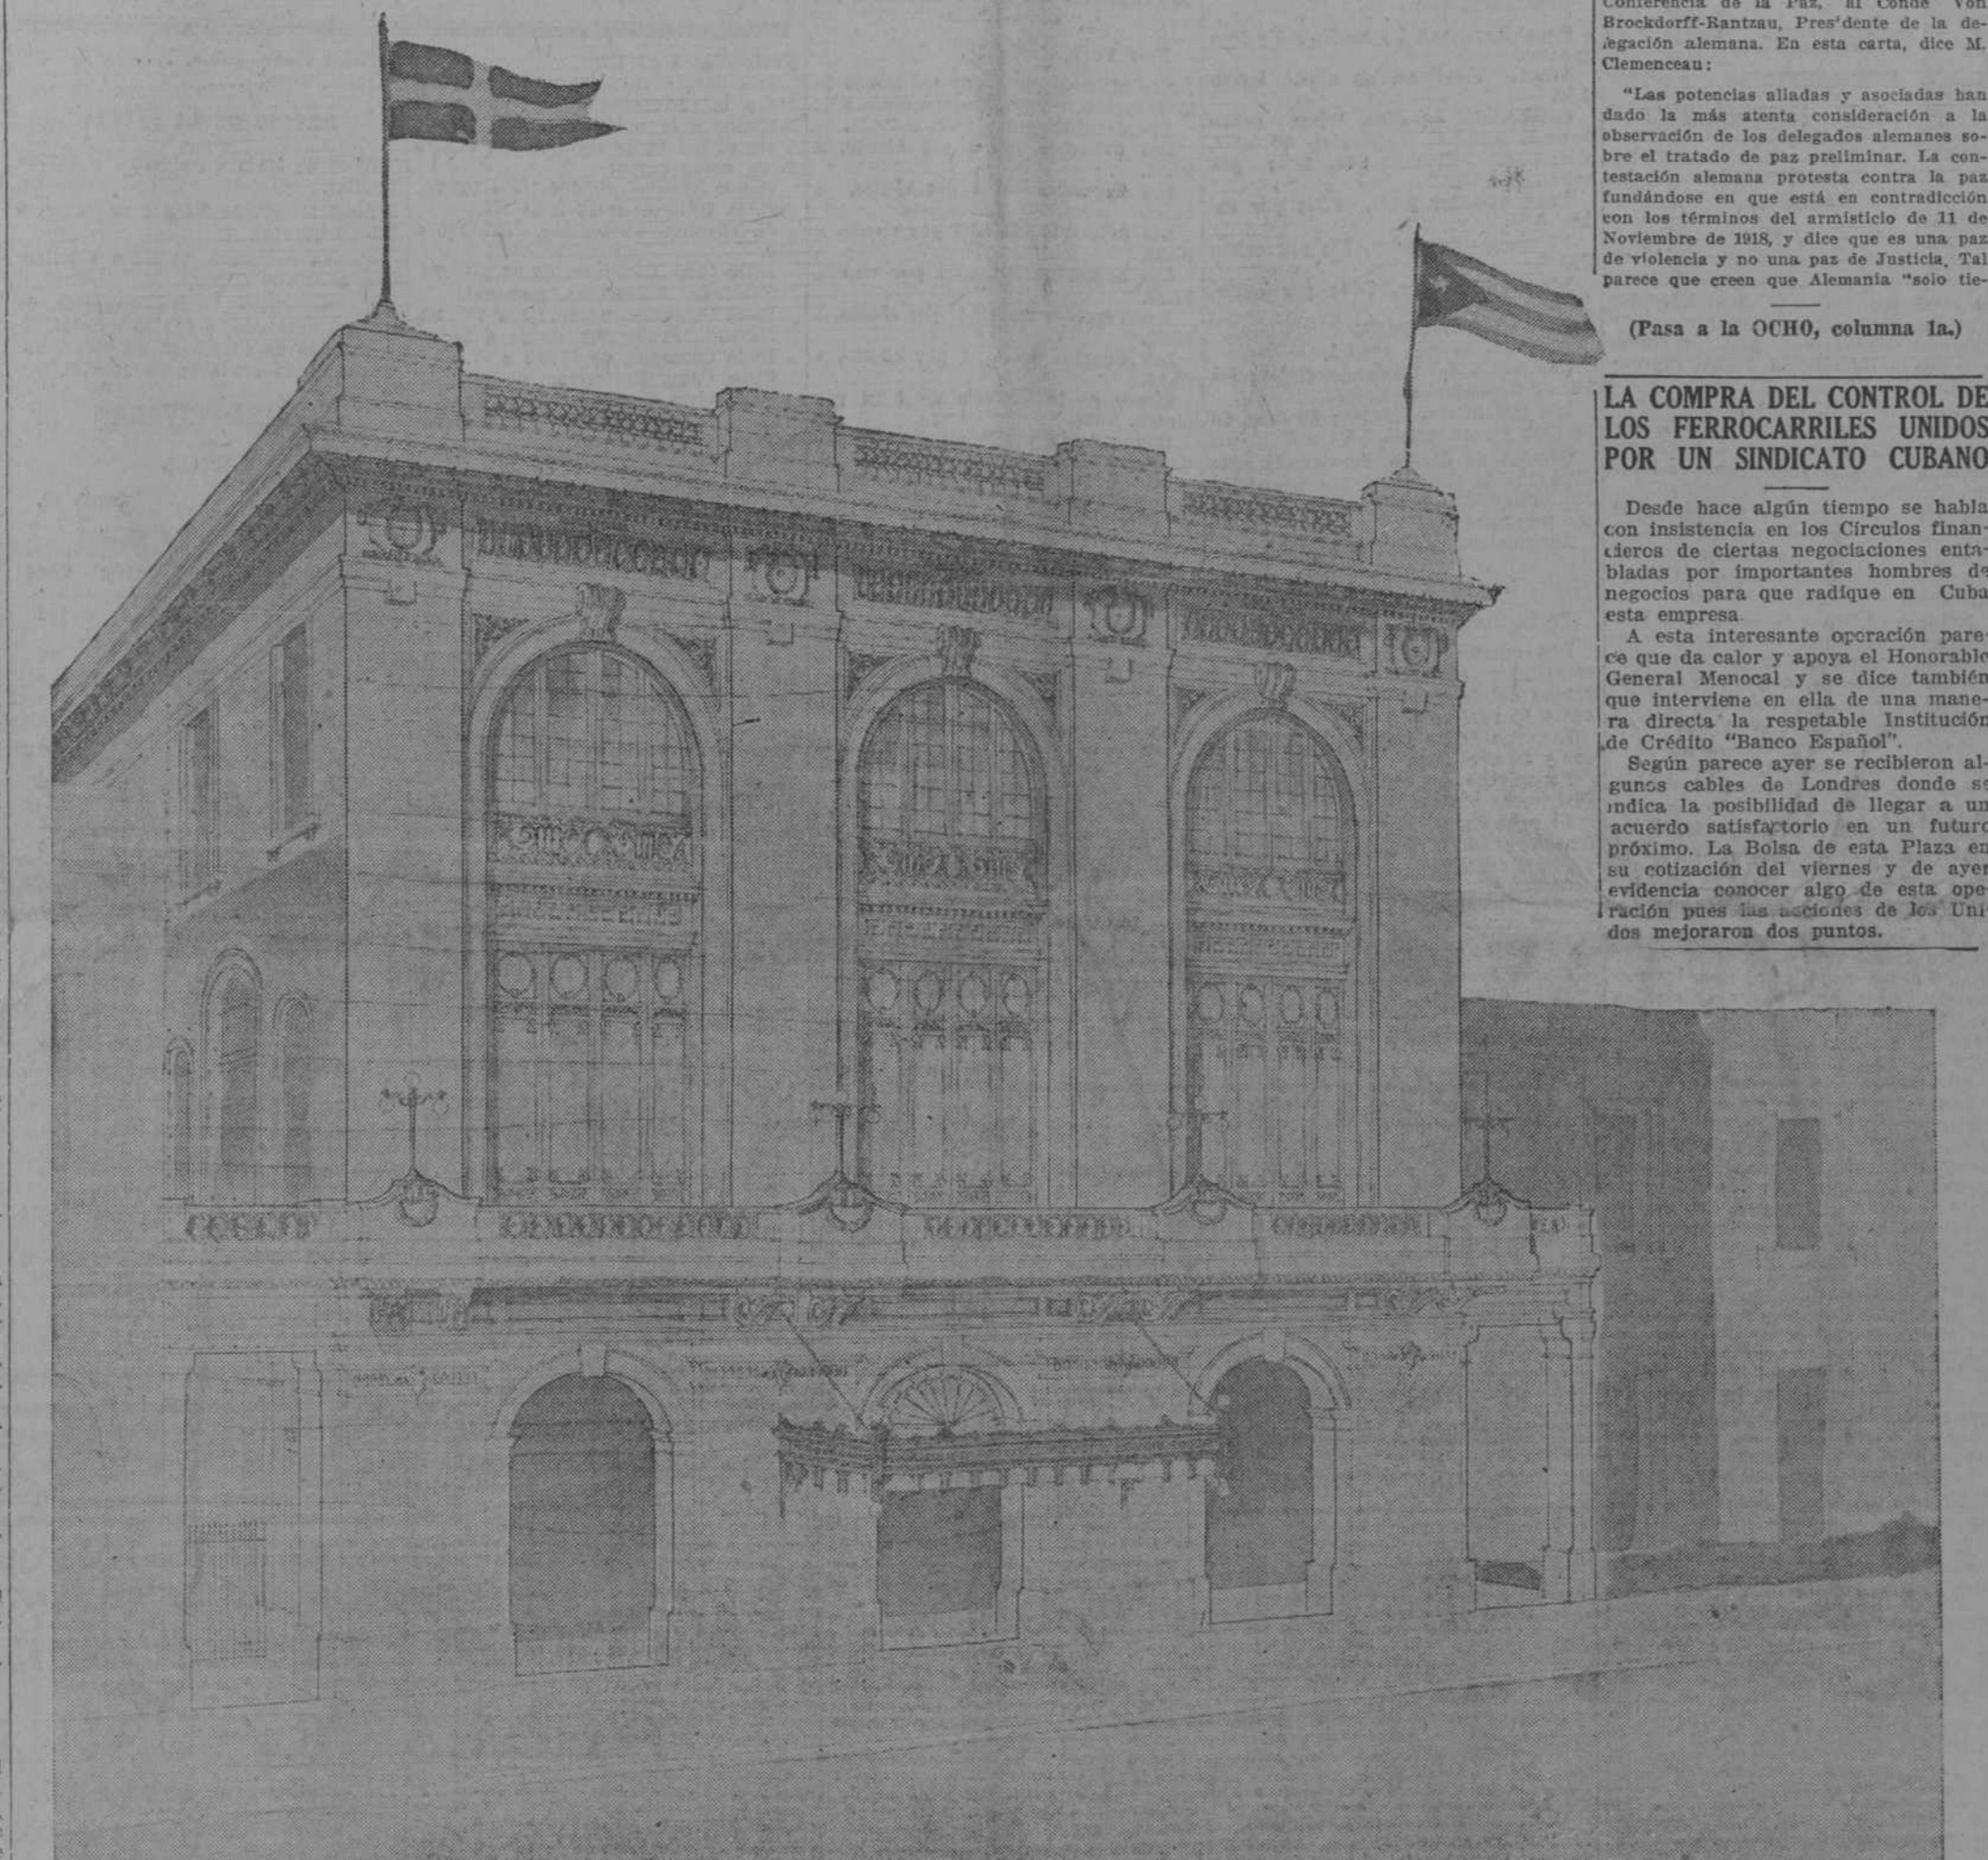 Conferencia de la Paz, al Conde Von
Brockdorff-Rantzau, Pres'dente de la de-
legación alemana. En esta carta, dice M.
Clemenceau:
"Las potencias aliadas y asociadas han
dado la más atenta consideración a la
observación de los delegados alemanes so-
bre el tratado de paz preliminar. La con-
testación alemana protesta contra la paz
fundándose en que está en contradicción
con los términos del armisticio de 11 de
Noviembre de 1918, y dice que es una paz
de violencia y no una paz de Justicia. Tal
parece que creen que Alemania "solo tie-
(Pasa a la OCHO, columna 1a.)
LA COMPRA DEL CONTROL DE
LOS FERROCARRILES UNIDOS
POR UN SINDICATO CUBANO
Desde hace algún tiempo se habla
con insistencia en los Círculos finan-
cieros de ciertas negociaciones enta-
bladas por importantes hombres de
negocios para que radique en Cuba
esta empresa.
A esta interesante operación pare-
ce que da calor y apoya el Honorable
General Menocal y se dice también
que interviene en ella de una mane-
ra directa la respetable Institución
de Crédito "Banco Español".
Según parece ayer se recibieron al-
gunos cables de Londres donde se
indica la posibilidad de llegar a un
acuerdo satisfactorio en un futuro
próximo. La Bolsa de esta Plaza en
su cotización del viernes y de ayer
evidencia conocer algo de esta ope-
ración pues las acciones de los Uni-
dos mejoraron dos puntos.